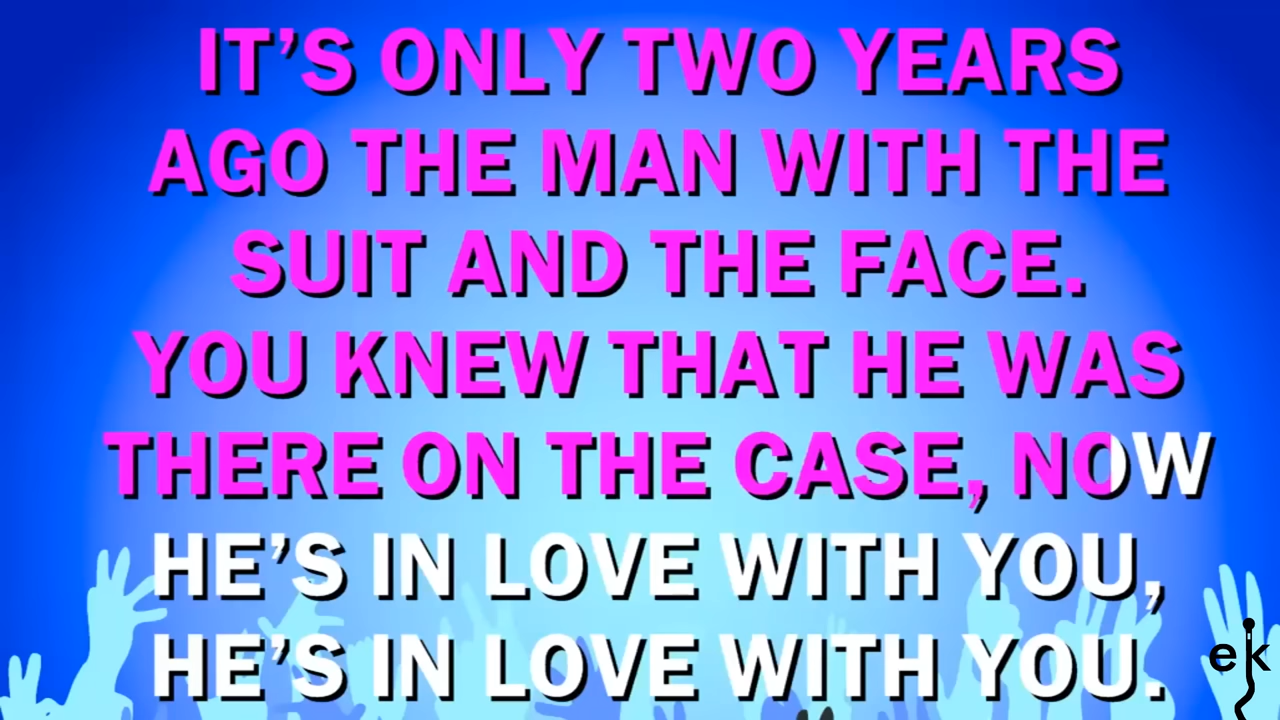 IT’S ONLY TWO YEARS
AGO THE MAN WITH THE
SUIT AND THE FACE.
YOU KNEW THAT HE WAS
THERE ON THE CASE, NOW
HE’S IN LOVE WITH YOU,
HE’S IN LOVE WITH YOU.
ek